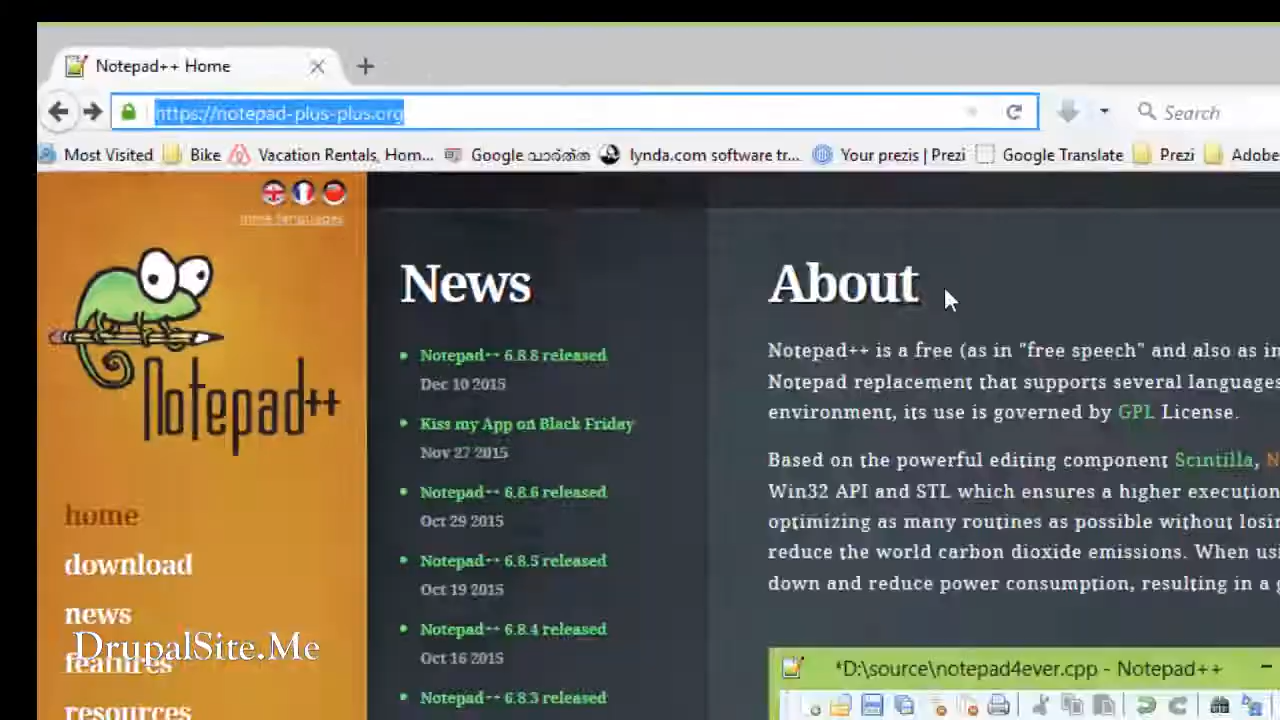 Notepad++ Home
https://notepad-plus-plus.org
Search
Most Visited Bike Vacation Rentals, Hom... Google വാര്‍ത്ത lynda.com software tr... Your prezis | Prezi Google Translate Prezi Adobe
more languages
Notepad++
home
download
news
features
resources
DrupalSite.Me
News
Notepad++ 6.8.8 released
Dec 10 2015
Kiss my App on Black Friday
Nov 27 2015
Notepad++ 6.8.6 released
Oct 29 2015
Notepad++ 6.8.5 released
Oct 19 2015
Notepad++ 6.8.4 released
Oct 16 2015
Notepad++ 6.8.3 released
About
Notepad++ is a free (as in "free speech" and also as in
Notepad replacement that supports several languages
environment, its use is governed by GPL License.
Based on the powerful editing component Scintilla,
Win32 API and STL which ensures a higher execution
optimizing as many routines as possible without losin
reduce the world carbon dioxide emissions. When usi
down and reduce power consumption, resulting in a g
*D:\source\notepad4ever.cpp - Notepad++